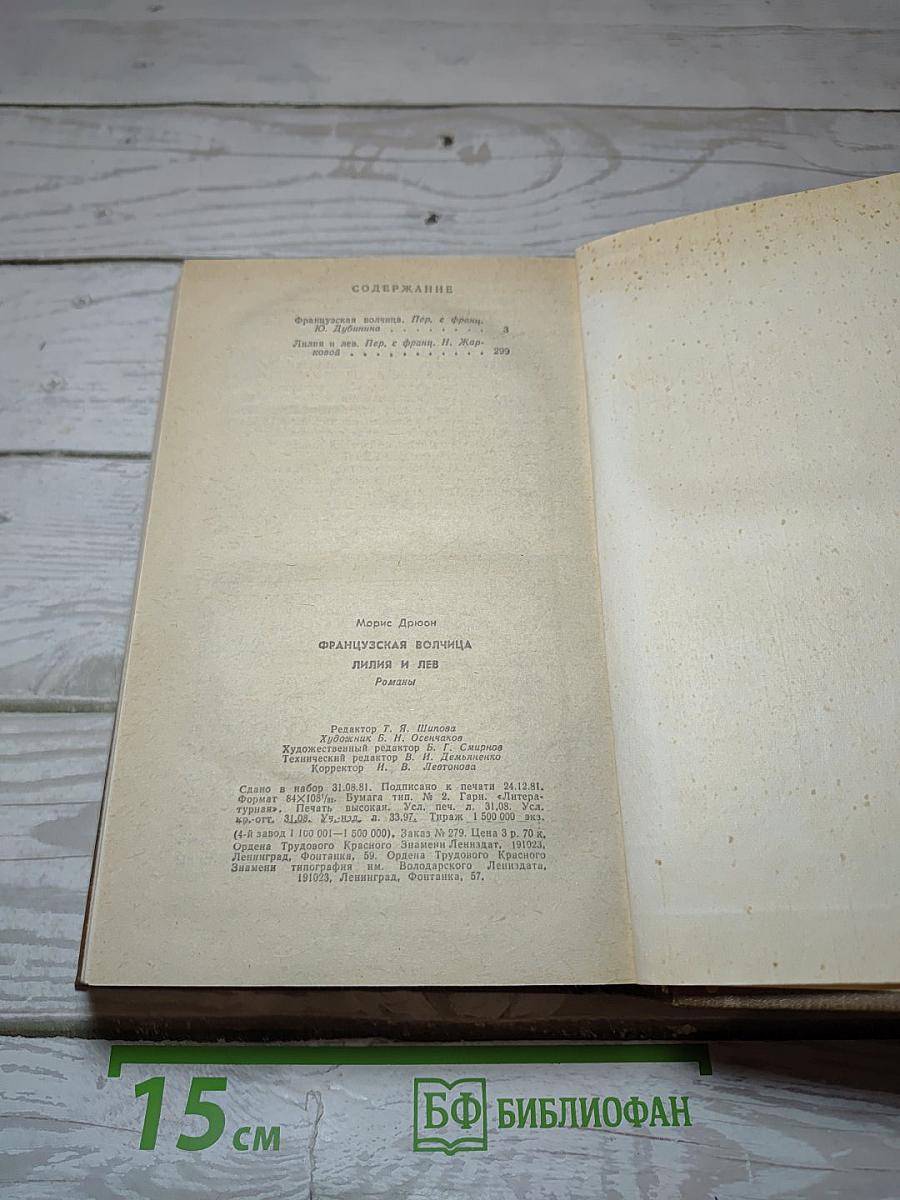 СОДЕРЖАНИЕ
Французская волчица. Пер. с франц.
Ю. Дубинина . . . . . . . . 3
Лилия и лев. Пер. с франц. Н. Жар-
ковой . . . . . . . . . . . 299
Морис Дрюон
ФРАНЦУЗСКАЯ ВОЛЧИЦА
ЛИЛИЯ И ЛЕВ
Романы
Редактор Т. Я. Шипова
Художник Б. Н. Осенчаков
Художественный редактор Б. Г. Смирнов
Технический редактор В. И. Демьяненко
Корректор И. В. Левтонова
Сдано в набор 31.08.81. Подписано к печати 24.12.81.
Формат 84×108¹/₃₂. Бумага тип. № 2. Гарн. «Литера-
турная». Печать высокая. Усл. печ. л. 31,08. Усл.
кр.-отт. 31,08. Уч.-изд. л. 33,97. Тираж 1 500 000 экз.
(4-й завод 1 100 001—1 500 000). Заказ № 279. Цена 3 р. 70 к.
Ордена Трудового Красного Знамени Лениздат, 191023,
Ленинград, Фонтанка, 59. Ордена Трудового Красного
Знамени типография им. Володарского Лениздата,
191023, Ленинград, Фонтанка, 57.
15 см
БФ БИБЛИОФАН